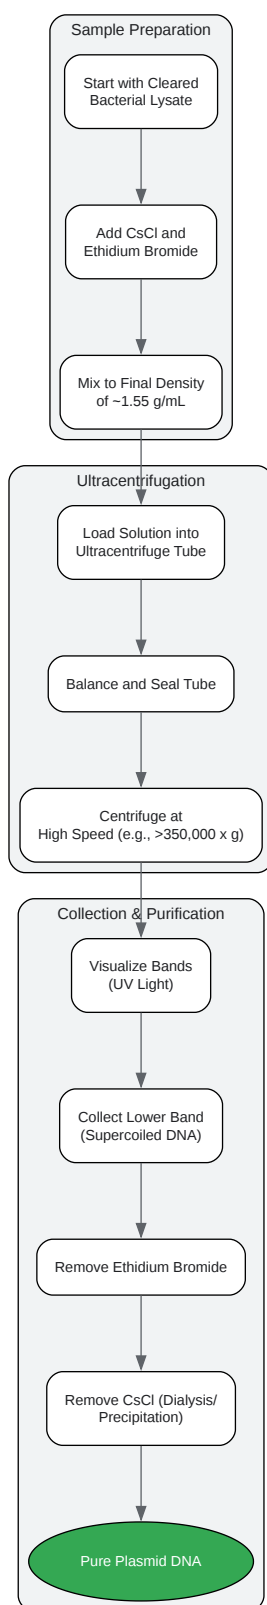 Sample Preparation
Start with Cleared
Bacterial Lysate
Add CsCl and
Ethidium Bromide
Mix to Final Density
of ~1.55 g/mL
Ultracentrifugation
Load Solution into
Ultracentrifuge Tube
Balance and Seal Tube
Centrifuge at
High Speed (e.g., >350,000 x g)
Collection & Purification
Visualize Bands
(UV Light)
Collect Lower Band
(Supercoiled DNA)
Remove Ethidium Bromide
Remove CsCl (Dialysis/
Precipitation)
Pure Plasmid DNA